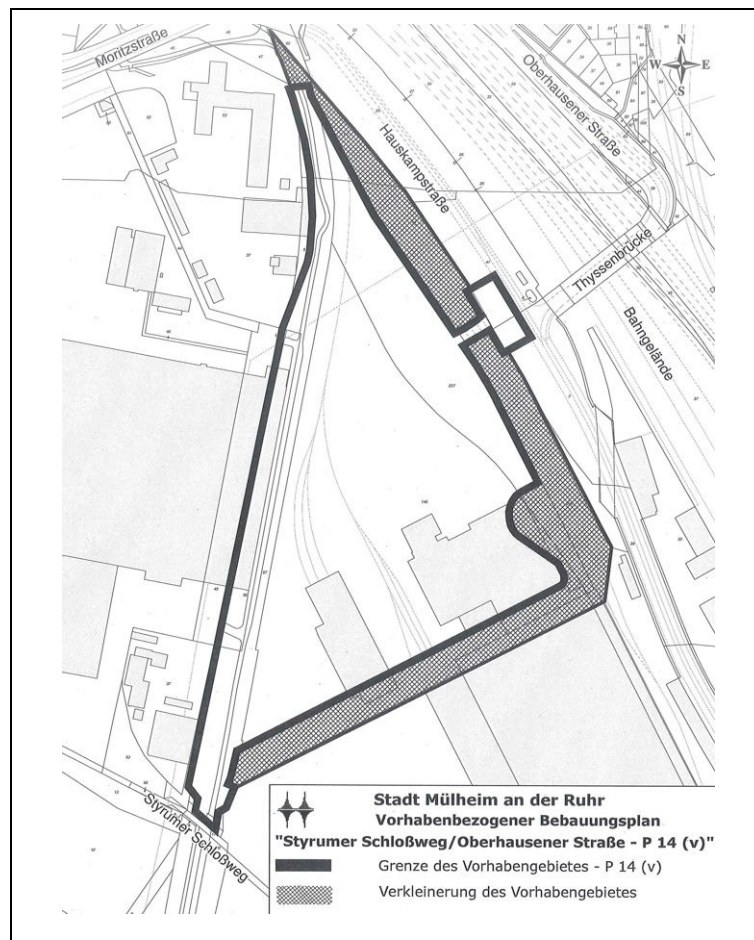 Moritzstraße
Oberhausener Straße
N
W E
S
Hauskampstraße
Thyssenbrücke
Bahngelände
Styrumer Schloßweg
Stadt Mülheim an der Ruhr
Vorhabenbezogener Bebauungsplan
"Styrumer Schloßweg/Oberhausener Straße - P 14 (v)"
Grenze des Vorhabengebietes - P 14 (v)
Verkleinerung des Vorhabengebietes